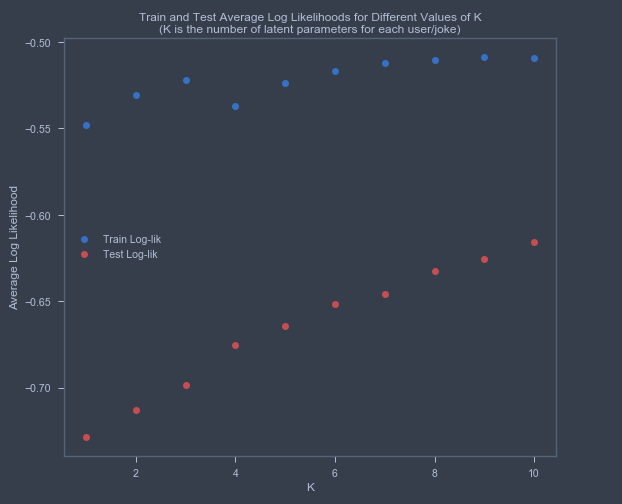 Train and Test Average Log Likelihoods for Different Values of K
(K is the number of latent parameters for each user/joke)
−0.50
−0.55
−0.60
−0.65
−0.70
Average Log Likelihood
Train Log-lik
Test Log-lik
2 4 6 8 10
K